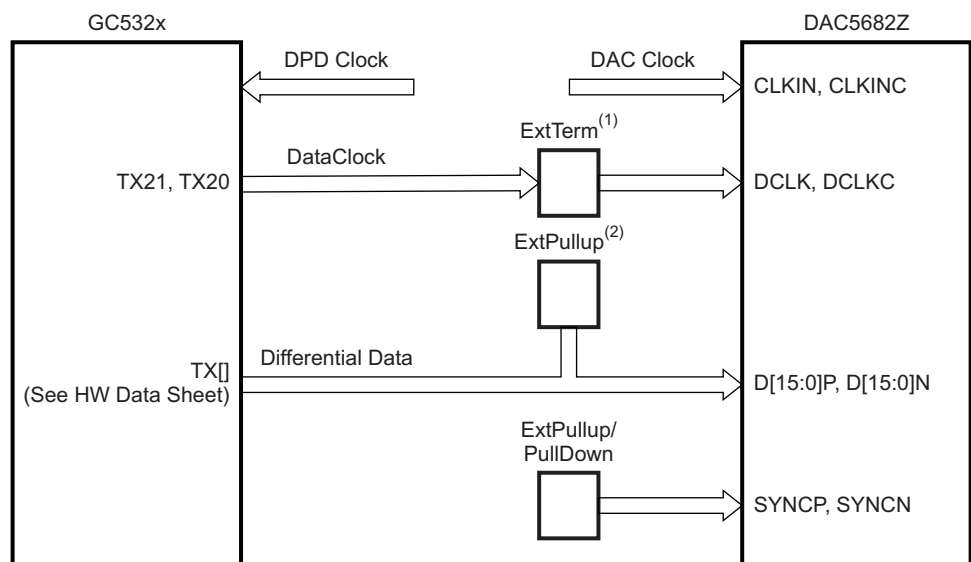 GC532x
DAC5682Z
DPD Clock
DAC Clock
CLKIN, CLKINC
ExtTerm(1)
DataClock
TX21, TX20
DCLK, DCLKC
ExtPullup(2)
Differential Data
TX[]
(See HW Data Sheet)
D[15:0]P, D[15:0]N
ExtPullup/
PullDown
SYNCP, SYNCN